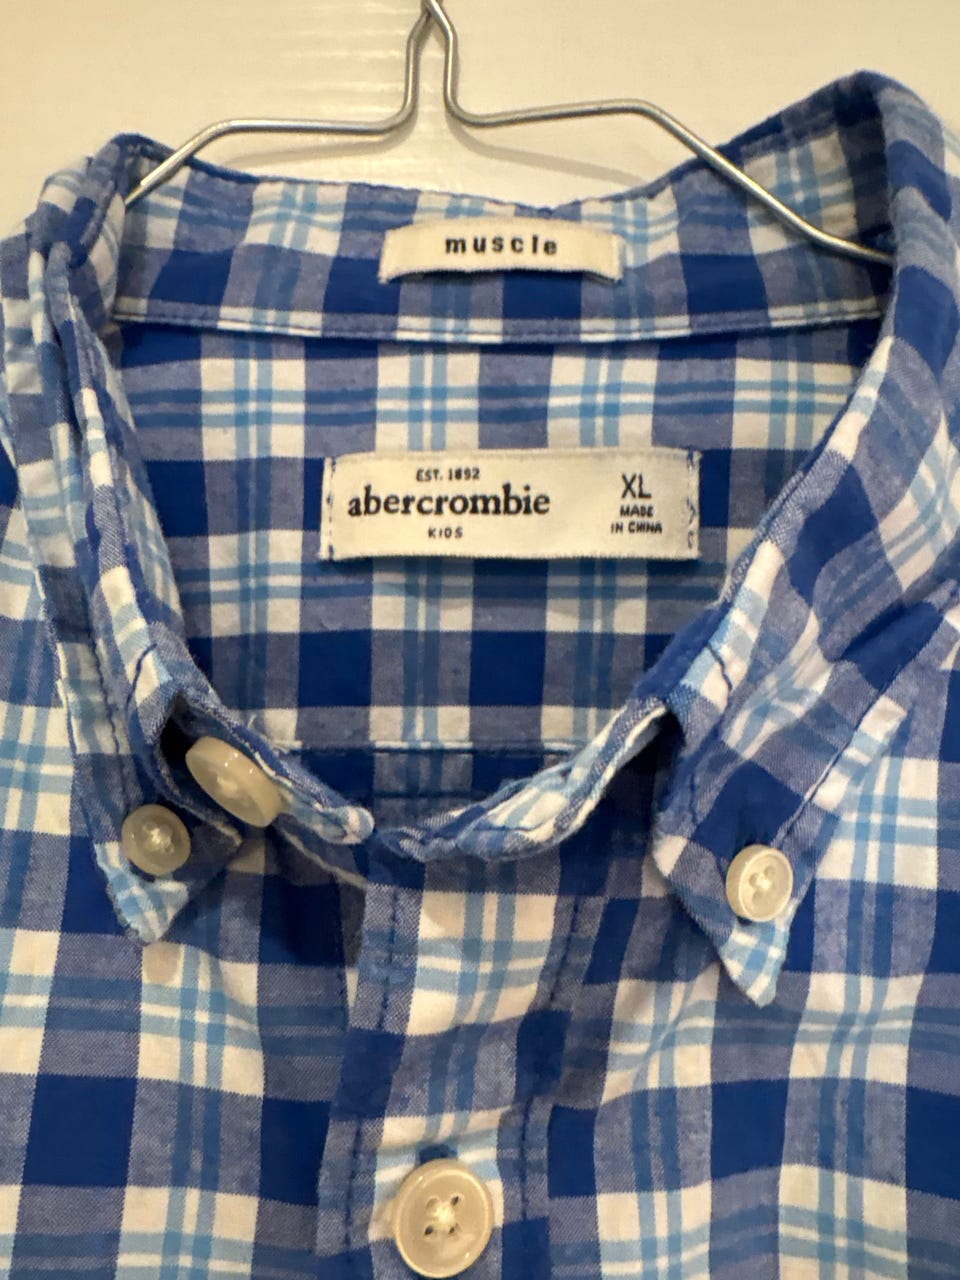 muscle
EST. 1892
abercrombie
KIDS
XL
MADE
IN CHINA